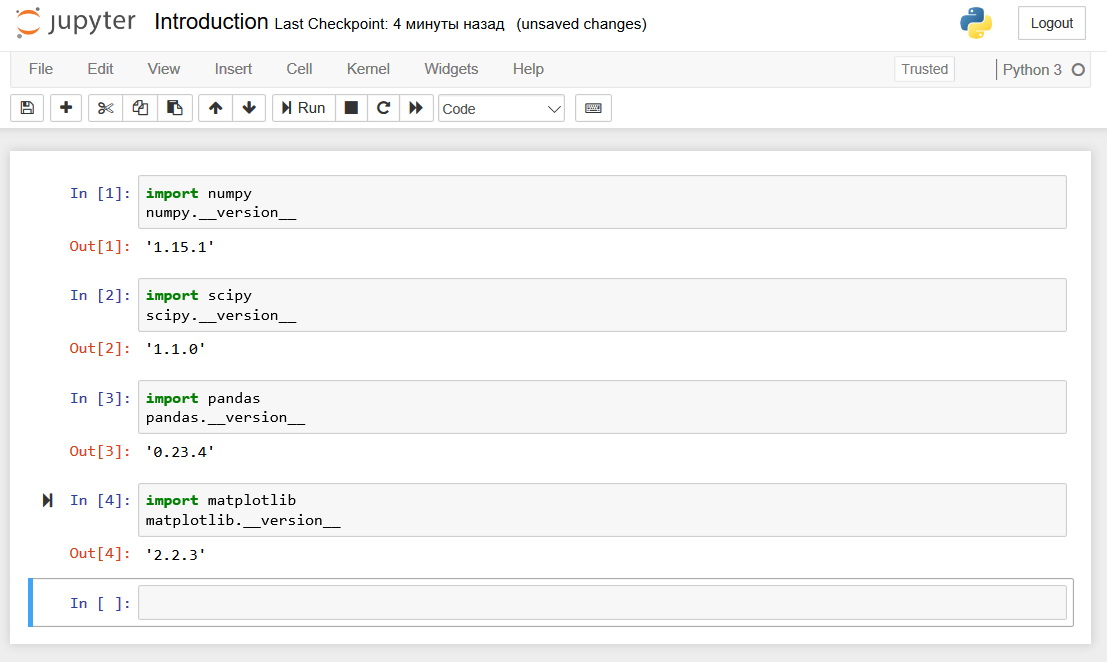 jupyter Introduction Last Checkpoint: 4 минуты назад (unsaved changes) Logout
File Edit View Insert Cell Kernel Widgets Help Trusted Python 3
Run Code
In [1]: import numpy
numpy.__version__
Out[1]: '1.15.1'
In [2]: import scipy
scipy.__version__
Out[2]: '1.1.0'
In [3]: import pandas
pandas.__version__
Out[3]: '0.23.4'
In [4]: import matplotlib
matplotlib.__version__
Out[4]: '2.2.3'
In [ ]: